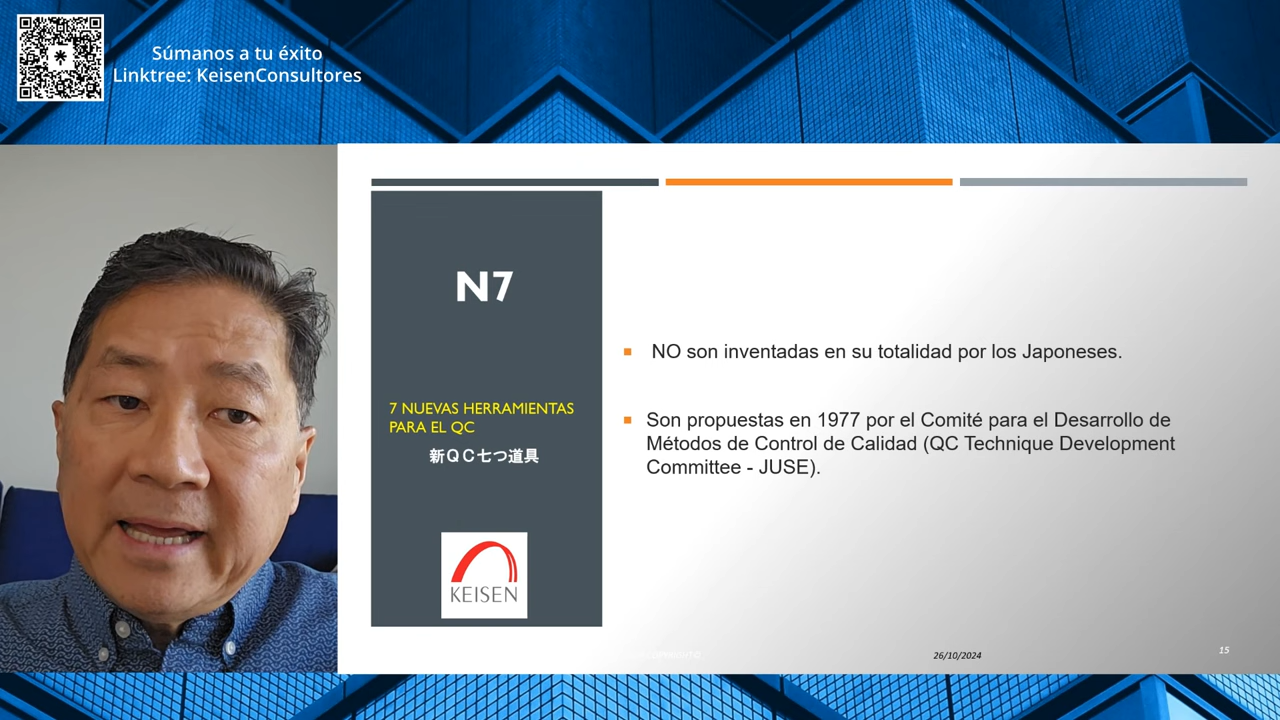 Súmanos a tu éxito
Linktree: KeisenConsultores
N7
7 NUEVAS HERRAMIENTAS
PARA EL QC
新QC七つ道具
KEISEN
NO son inventadas en su totalidad por los Japoneses.
Son propuestas en 1977 por el Comité para el Desarrollo de
Métodos de Control de Calidad (QC Technique Development
Committee - JUSE).
26/10/2024
15